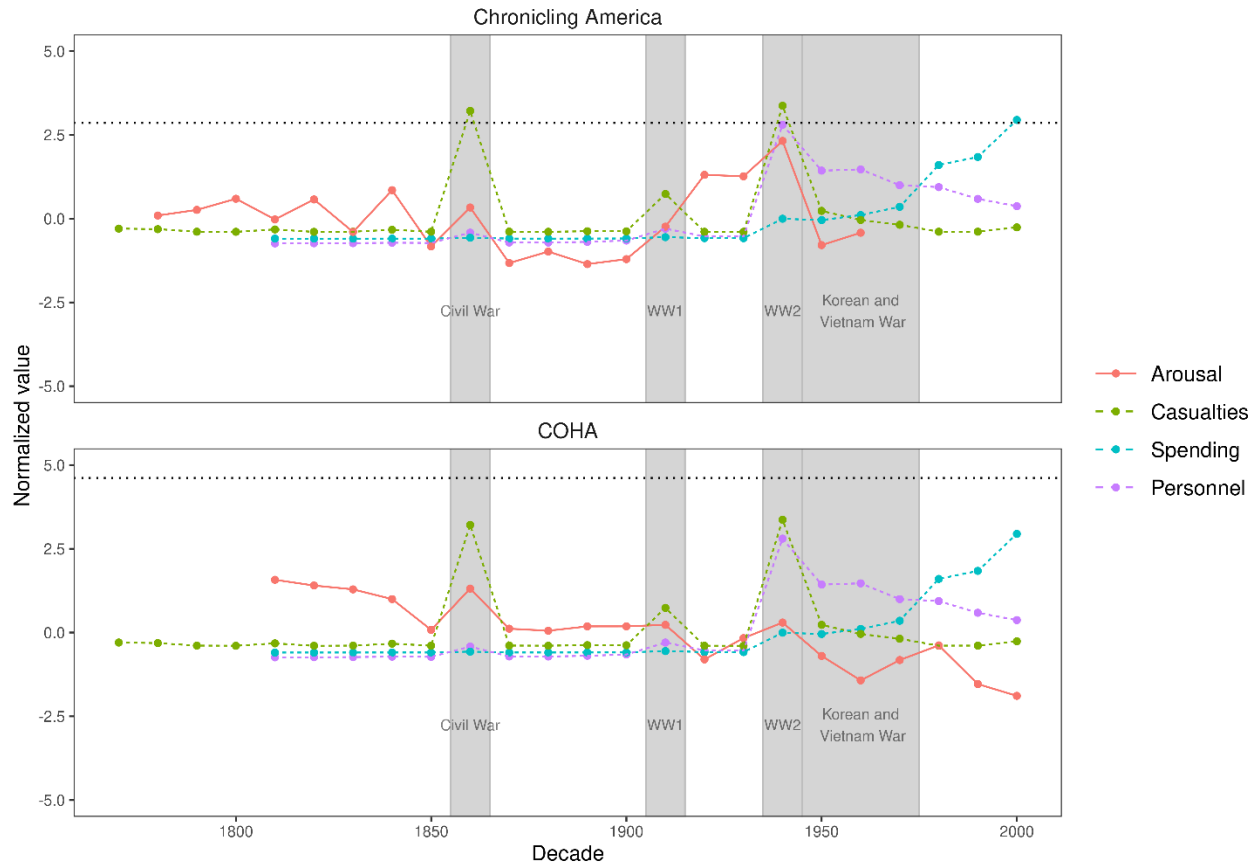 Chronicling America
5.0
2.5
0.0
-2.5
-5.0
Civil War
WW1
WW2
Korean and
Vietnam War
COHA
5.0
2.5
0.0
-2.5
-5.0
Civil War
WW1
WW2
Korean and
Vietnam War
1800
1850
1900
1950
2000
Decade
Normalized value
Arousal
Casualties
Spending
Personnel